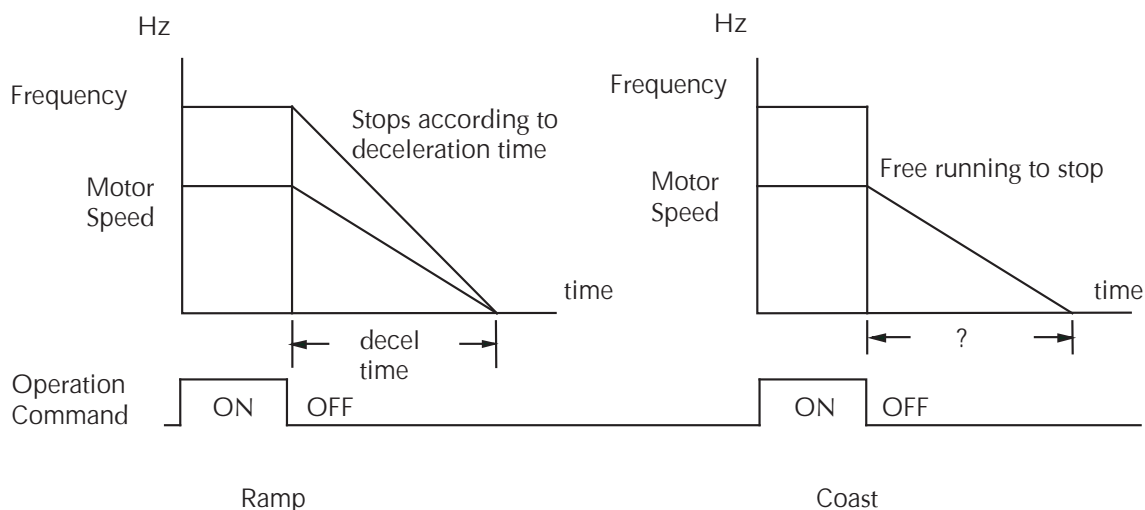 Hz
Frequency
Stops according to
deceleration time
Motor
Speed
time
decel
time
Operation
Command
ON
OFF
Ramp
Hz
Frequency
Free running to stop
Motor
Speed
time
?
ON
OFF
Coast